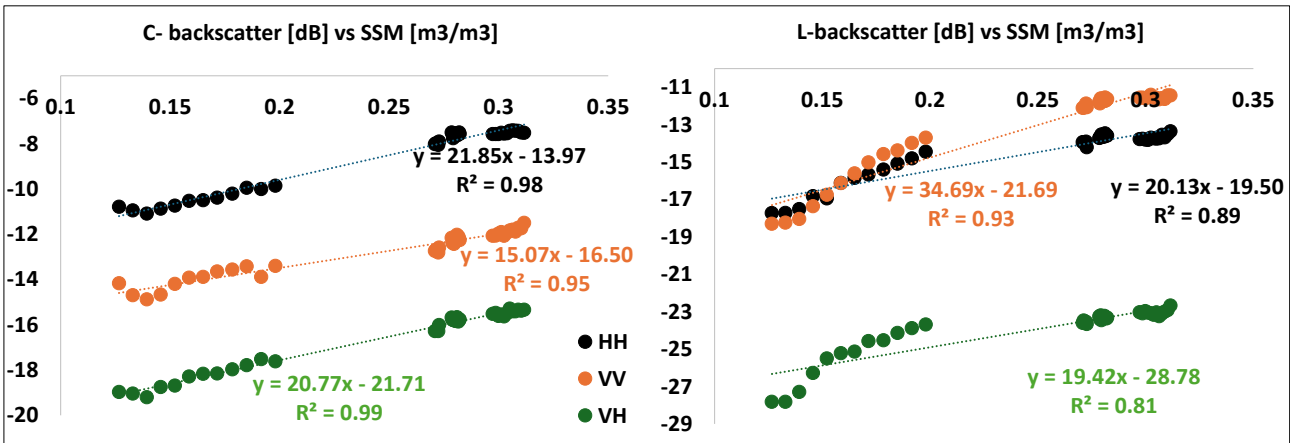 C- backscatter [dB] vs SSM [m3/m3]
-6
0.1 0.15 0.2 0.25 0.3 0.35
-8
y = 21.85x - 13.97
R² = 0.98
-10
-12
y = 15.07x - 16.50
R² = 0.95
-14
-16
HH
-18
VV
y = 20.77x - 21.71
R² = 0.99
VH
-20
L-backscatter [dB] vs SSM [m3/m3]
-11
0.1 0.15 0.2 0.25 0.3 0.35
-13
-15
34.69x - 21.69
R² = 0.93
20.13x - 19.50
R² = 0.89
-17
-19
-21
-23
-25
y = 19.42x - 28.78
R² = 0.81
-27
-29